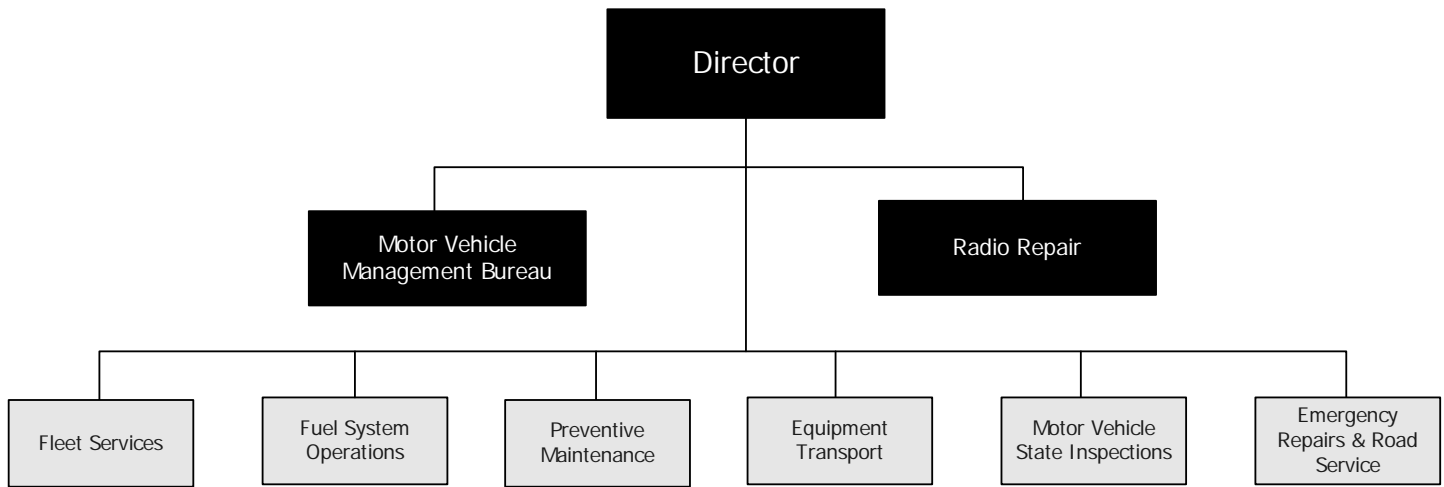 Director
Motor Vehicle
Management Bureau
Radio Repair
Fleet Services
Fuel System
Operations
Preventive
Maintenance
Equipment
Transport
Motor Vehicle
State Inspections
Emergency
Repairs & Road
Service